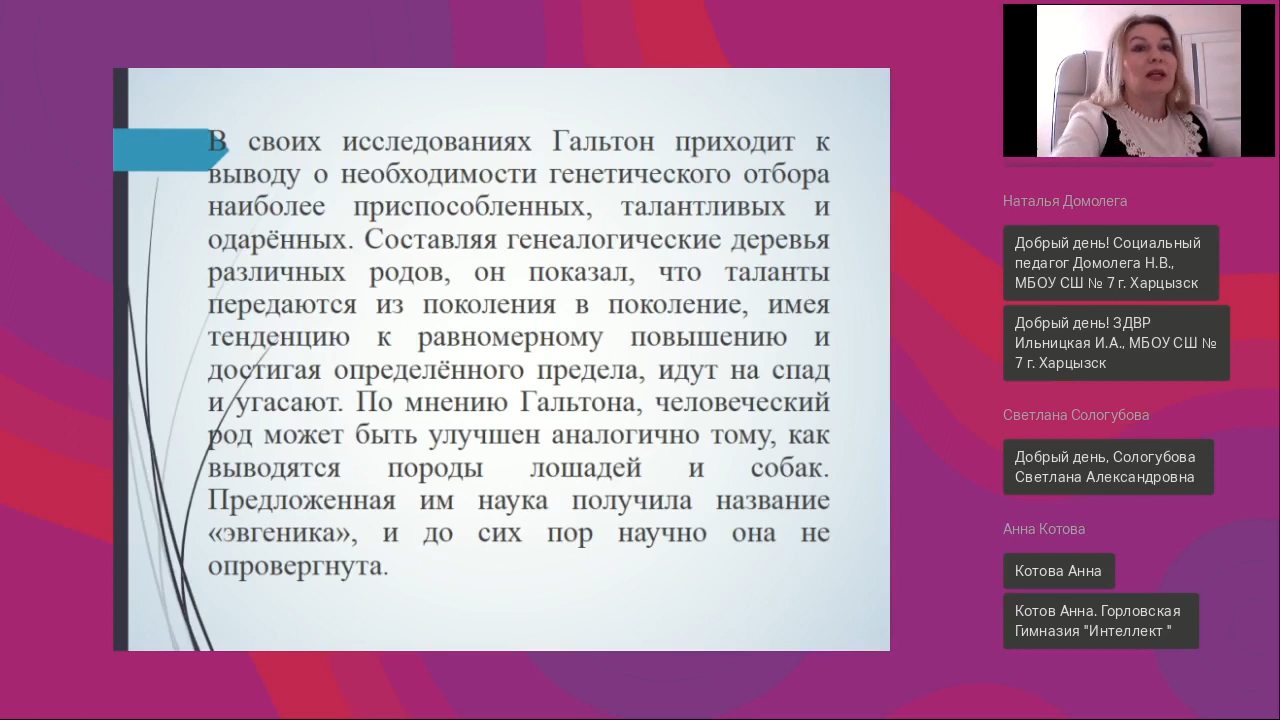 В своих исследованиях Гальтон приходит к
выводу о необходимости генетического отбора
наиболее приспособленных, талантливых и
одарённых. Составляя генеалогические деревья
различных родов, он показал, что таланты
передаются из поколения в поколение, имея
тенденцию к равномерному повышению и
достигая определённого предела, идут на спад
и угасают. По мнению Гальтона, человеческий
род может быть улучшен аналогично тому, как
выводятся породы лошадей и собак.
Предложенная им наука получила название
«эвгеника», и до сих пор научно она не
опровергнута.
Наталья Домолега
Добрый день! Социальный
педагог Домолега Н.В.,
МБОУ СШ № 7 г. Харцызск
Добрый день! ЗДВР
Ильницкая И.А., МБОУ СШ №
7 г. Харцызск
Светлана Сологубова
Добрый день, Сологубова
Светлана Александровна
Анна Котова
Котова Анна
Котов Анна. Горловская
Гимназия "Интеллект "